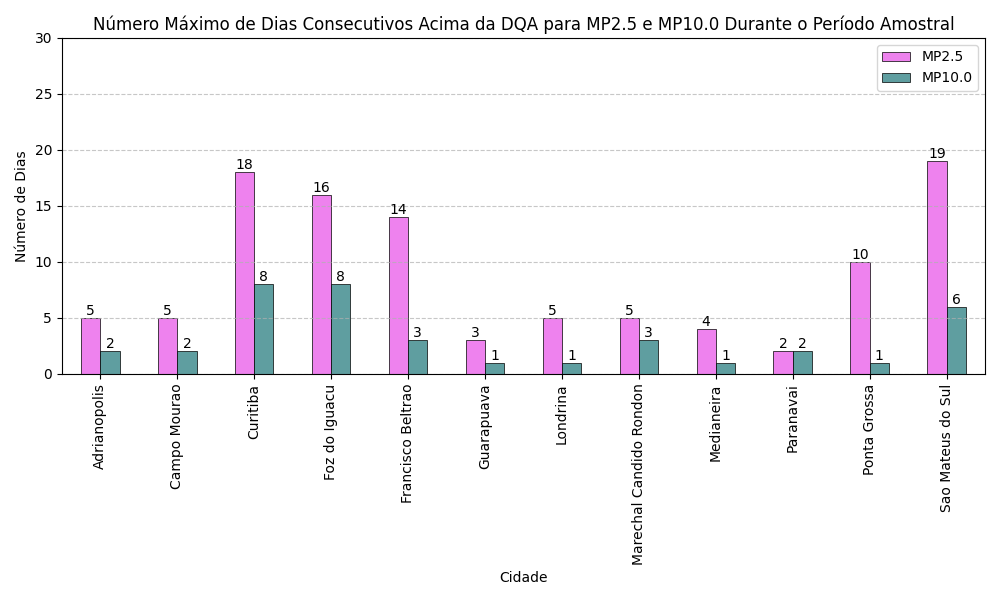 Número Máximo de Dias Consecutivos Acima da DQA para MP2.5 e MP10.0 Durante o Período Amostral
MP2.5
MP10.0
Número de Dias
30
25
20
15
10
5
0
5
2
5
2
18
8
16
8
14
3
3
1
5
1
5
3
4
1
2
2
10
1
19
6
Adrianopolis
Campo Mourao
Curitiba
Foz do Iguacu
Francisco Beltrao
Guarapuava
Londrina
Marechal Candido Rondon
Medianeira
Paranavai
Ponta Grossa
Sao Mateus do Sul
Cidade